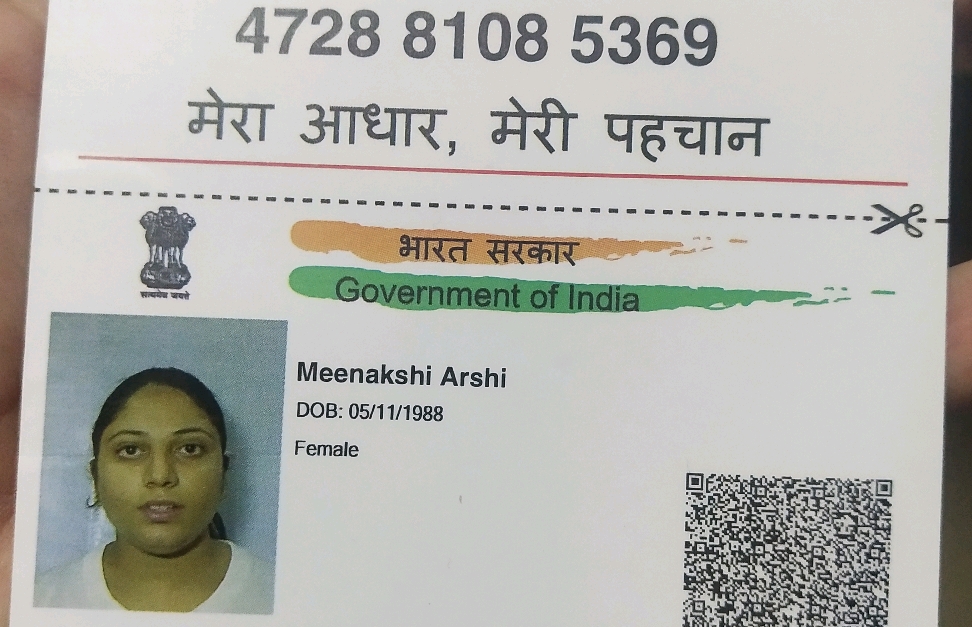 4728 8108 5369
मेरा आधार, मेरी पहचान
सत्यमेव जयते
भारत सरकार
Government of India
Meenakshi Arshi
DOB: 05/11/1988
Female